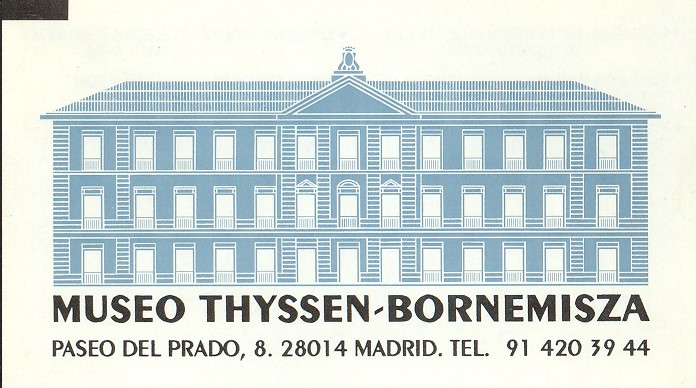 MUSEO THYSSEN-BORNEMISZA
PASEO DEL PRADO, 8. 28014 MADRID. TEL. 91 420 39 44